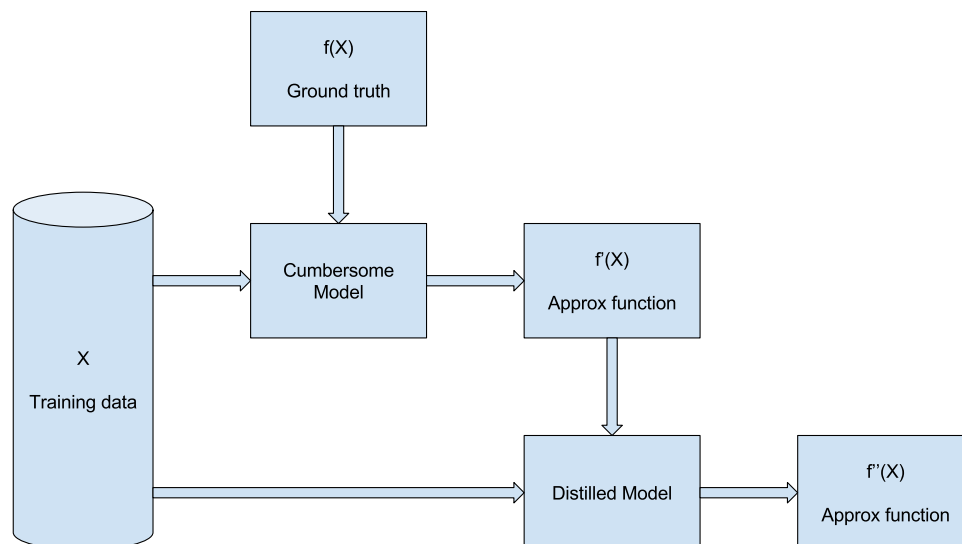 f(X)
Ground truth
Cumbersome
Model
f'(X)
Approx function
X
Training data
Distilled Model
f''(X)
Approx function